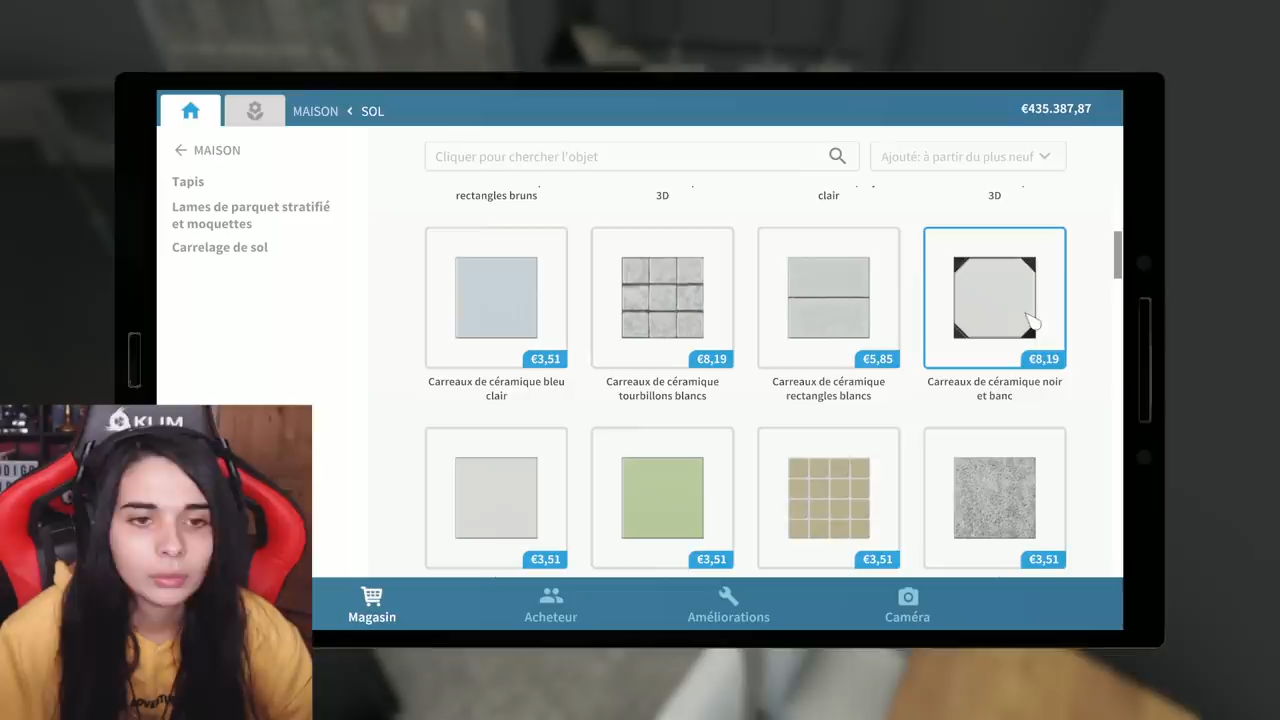 MAISON < SOL
€435.387,87
← MAISON
Tapis
Lames de parquet stratifié
et moquettes
Carrelage de sol
Cliquer pour chercher l'objet
Ajouté: à partir du plus neuf
rectangles bruns
3D
clair
3D
€3,51
€8,19
€5,85
€8,19
Carreaux de céramique bleu
clair
Carreaux de céramique
tourbillons blancs
Carreaux de céramique
rectangles blancs
Carreaux de céramique noir
et banc
€3,51
€3,51
€3,51
€3,51
Magasin
Acheteur
Améliorations
Caméra
KLIM